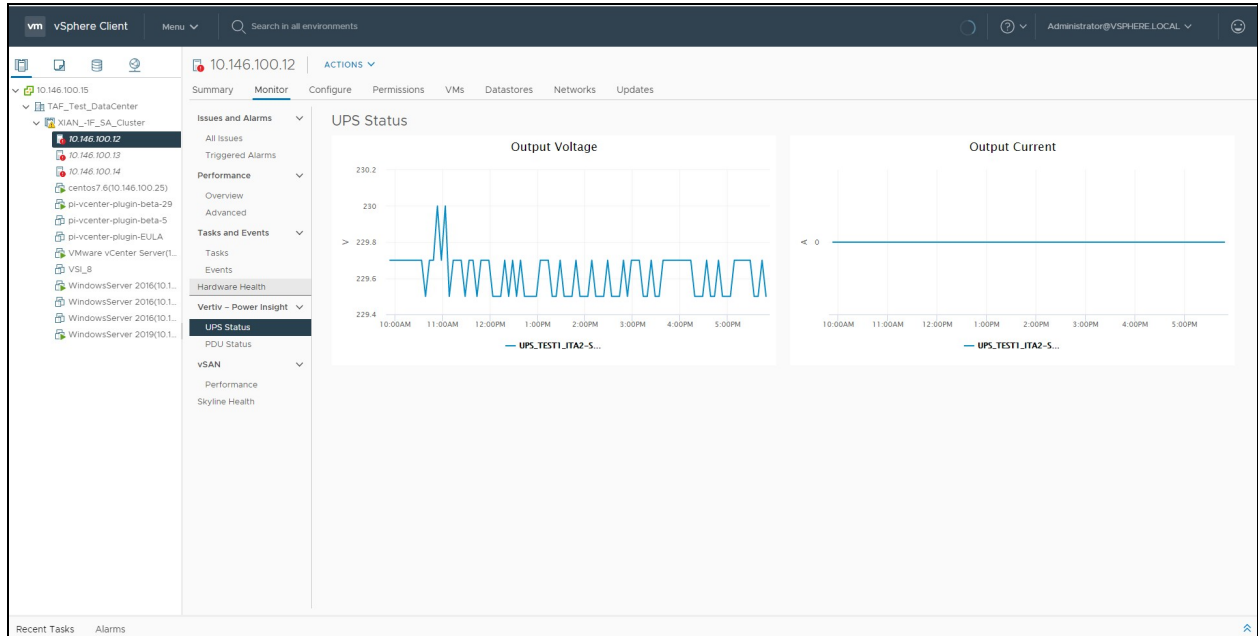 vm vSphere Client Menu Search in all environments Administrator@VSPHERE.LOCAL
10.146.100.15
TAF_Test_DataCenter
XIAN_-1F_SA_Cluster
10.146.100.12
10.146.100.13
10.146.100.14
centos7.6(10.146.100.25)
pi-vcenter-plugin-beta-29
pi-vcenter-plugin-beta-5
pi-vcenter-plugin-EULA
VMware vCenter Server(1...
VSI_8
WindowsServer 2016(10.1...
WindowsServer 2016(10.1...
WindowsServer 2016(10.1...
WindowsServer 2019(10.1...
10.146.100.12 ACTIONS
Summary Monitor Configure Permissions VMs Datastores Networks Updates
Issues and Alarms
All Issues
Triggered Alarms
Performance
Overview
Advanced
Tasks and Events
Tasks
Events
Hardware Health
Vertiv – Power Insight
UPS Status
PDU Status
vSAN
Performance
Skyline Health
UPS Status
Output Voltage
230.2
230
229.8
229.6
229.4
V
10:00AM 11:00AM 12:00PM 1:00PM 2:00PM 3:00PM 4:00PM 5:00PM
UPS_TEST1_ITA2-S...
Output Current
A 0
10:00AM 11:00AM 12:00PM 1:00PM 2:00PM 3:00PM 4:00PM 5:00PM
UPS_TEST1_ITA2-S...
Recent Tasks Alarms